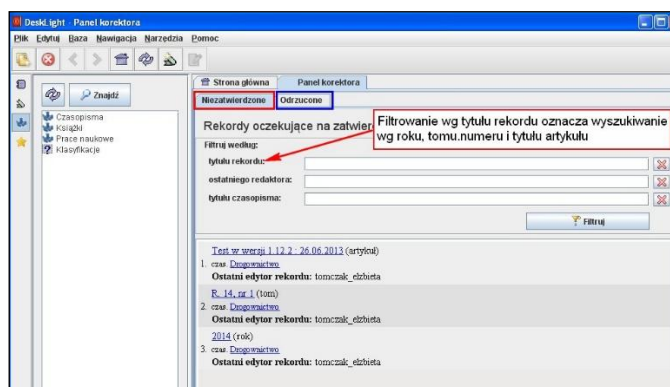 DeskLight - Panel korektora
Plik Edytuj Baza Nawigacja Narzędzia Pomoc
Znajdź
Czasopisma
Książki
Prace naukowe
Klasyfikacje
Strona główna Panel korektora
Niezatwierdzone Odrzucone
Rekordy oczekujące na zatwier
Filtrowanie wg tytułu rekordu oznacza wyszukiwanie
wg roku, tomu.numeru i tytułu artykułu
Filtruj według:
tytułu rekordu:
ostatniego redaktora:
tytułu czasopisma:
Filtruj
Test w wersji 1.12.2 : 26.06.2013 (artykuł)
1. czas. Drogownictwo
Ostatni edytor rekordu: tomczak_elzbieta
R. 14, nr 1 (tom)
2. czas. Drogownictwo
Ostatni edytor rekordu: tomczak_elzbieta
2014 (rok)
3. czas. Drogownictwo
Ostatni edytor rekordu: tomczak_elzbieta